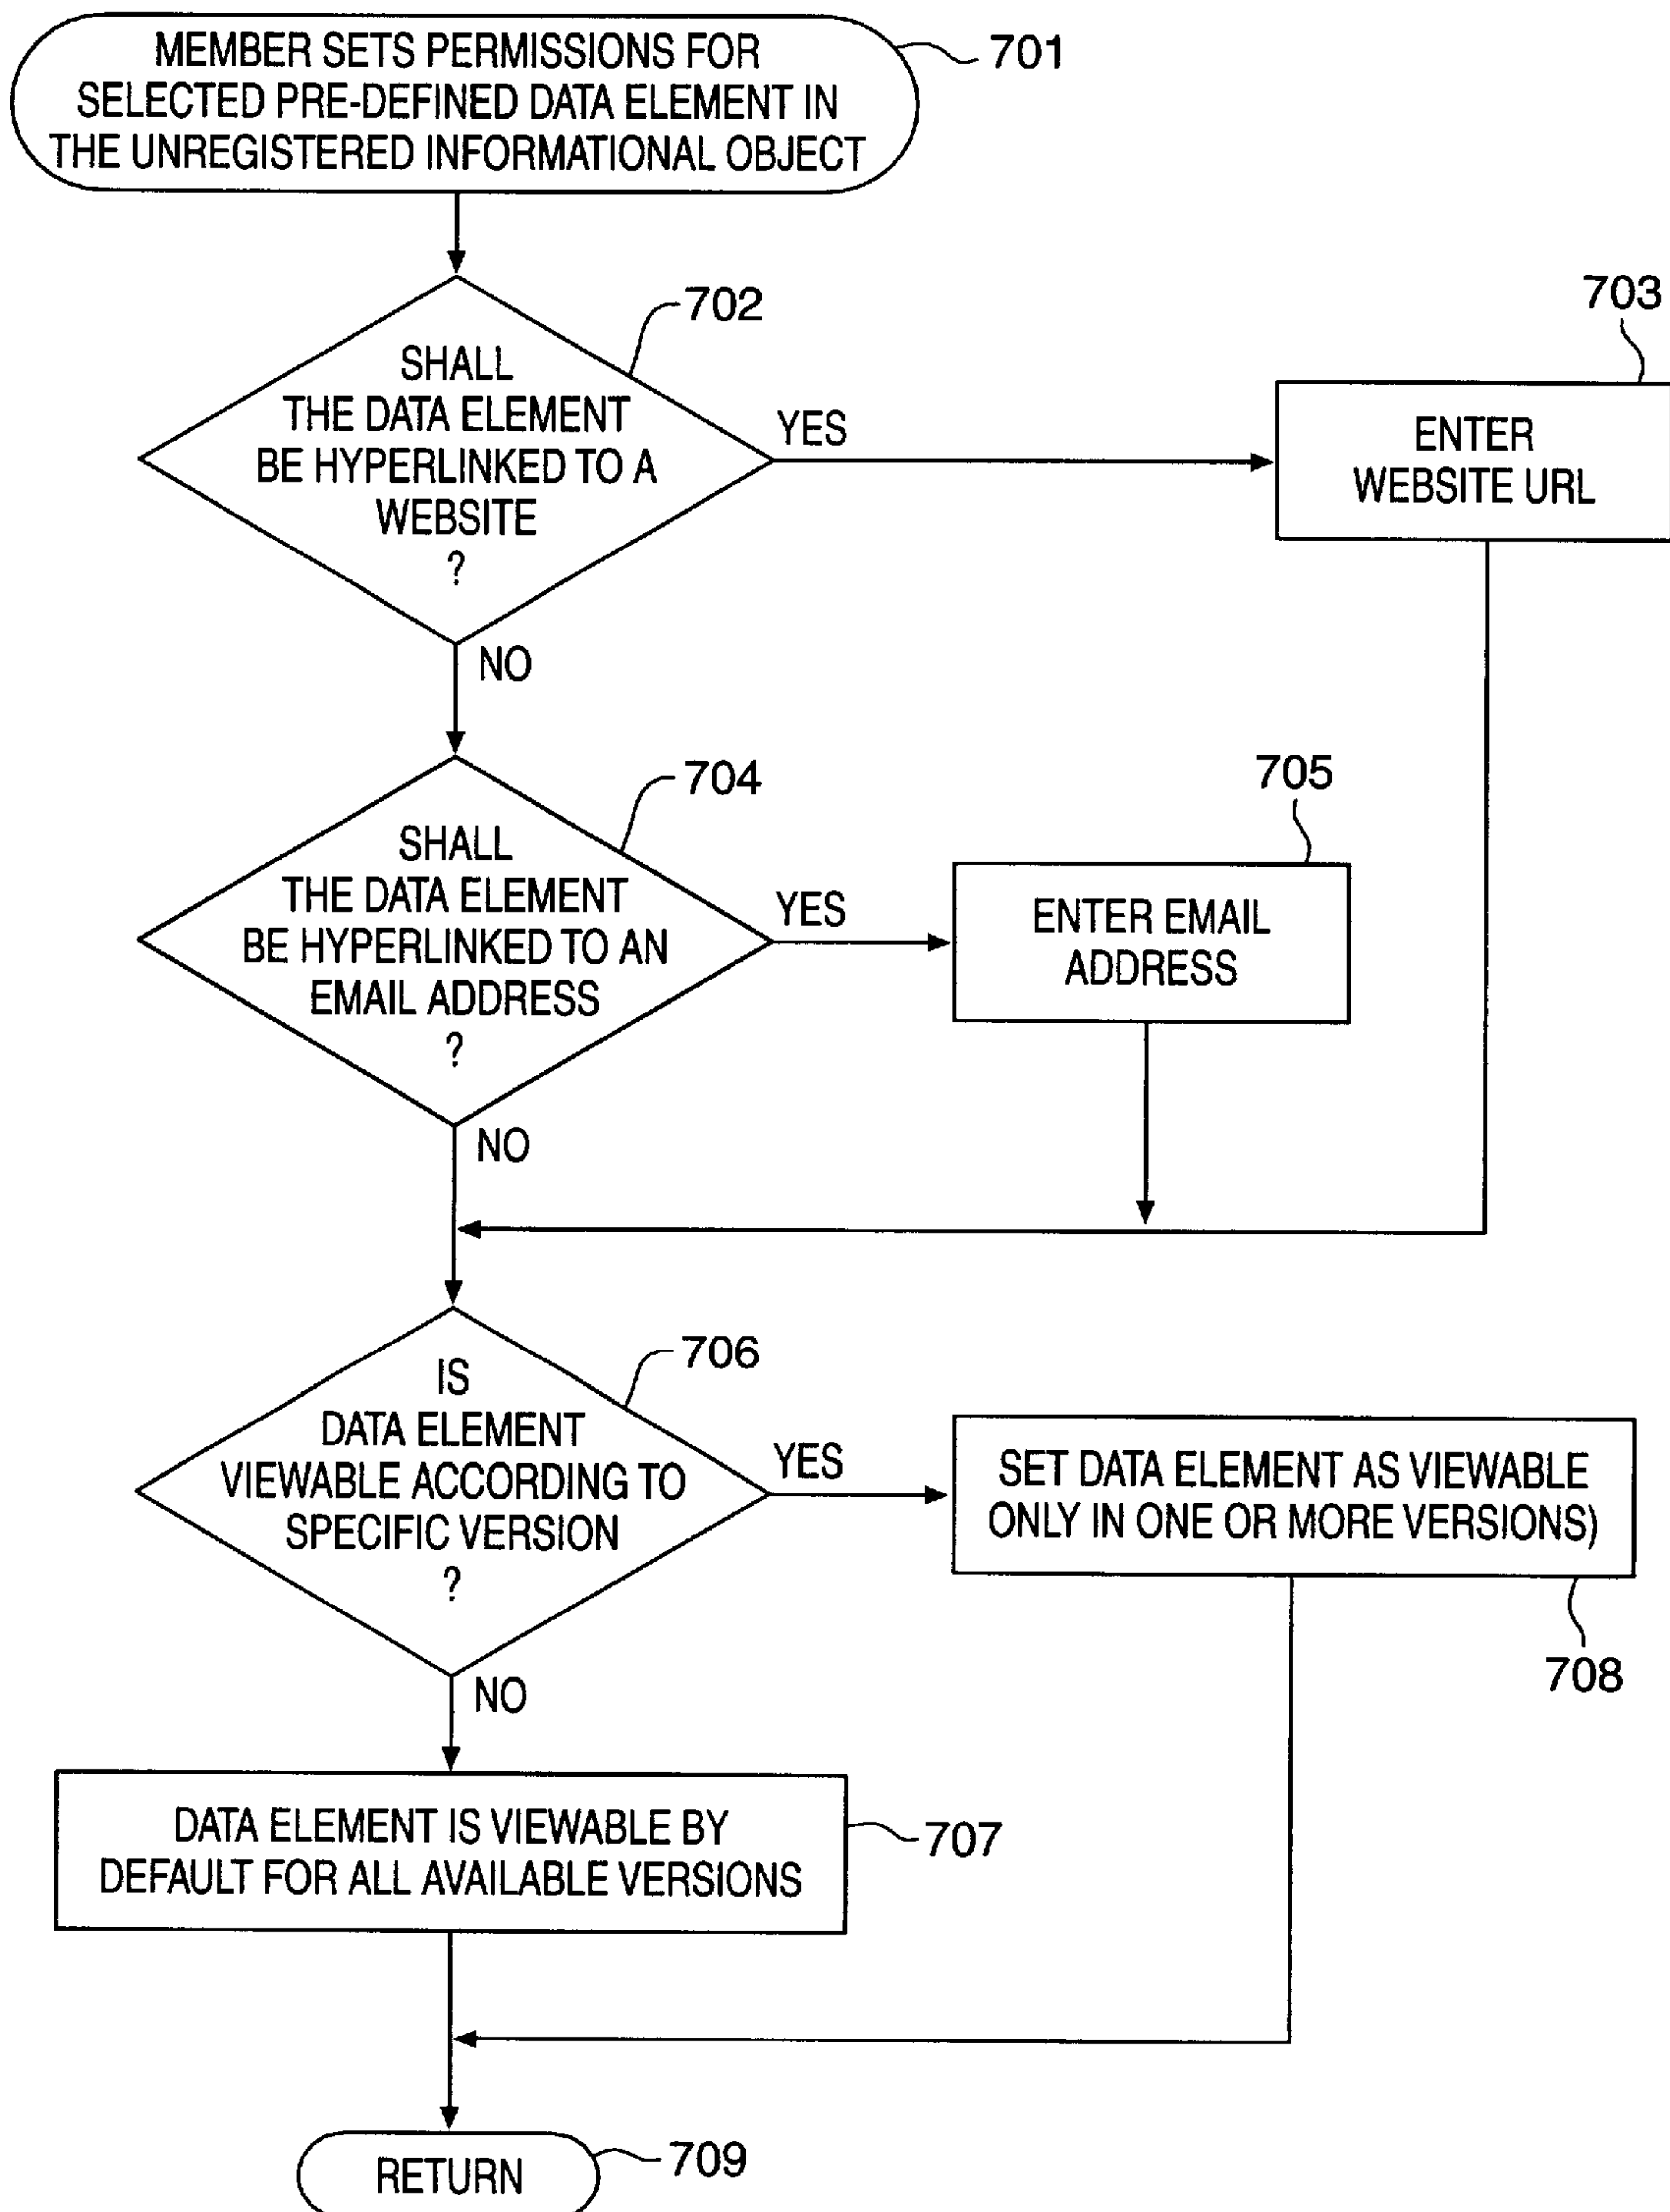 MEMBER SETS PERMISSIONS FOR
SELECTED PRE-DEFINED DATA ELEMENT IN
THE UNREGISTERED INFORMATIONAL OBJECT
701
SHALL
THE DATA ELEMENT
BE HYPERLINKED TO A
WEBSITE
?
702
YES
703
ENTER
WEBSITE URL
NO
SHALL
THE DATA ELEMENT
BE HYPERLINKED TO AN
EMAIL ADDRESS
?
704
YES
705
ENTER EMAIL
ADDRESS
NO
IS
DATA ELEMENT
VIEWABLE ACCORDING TO
SPECIFIC VERSION
?
706
YES
SET DATA ELEMENT AS VIEWABLE
ONLY IN ONE OR MORE VERSIONS)
708
NO
DATA ELEMENT IS VIEWABLE BY
DEFAULT FOR ALL AVAILABLE VERSIONS
707
RETURN
709